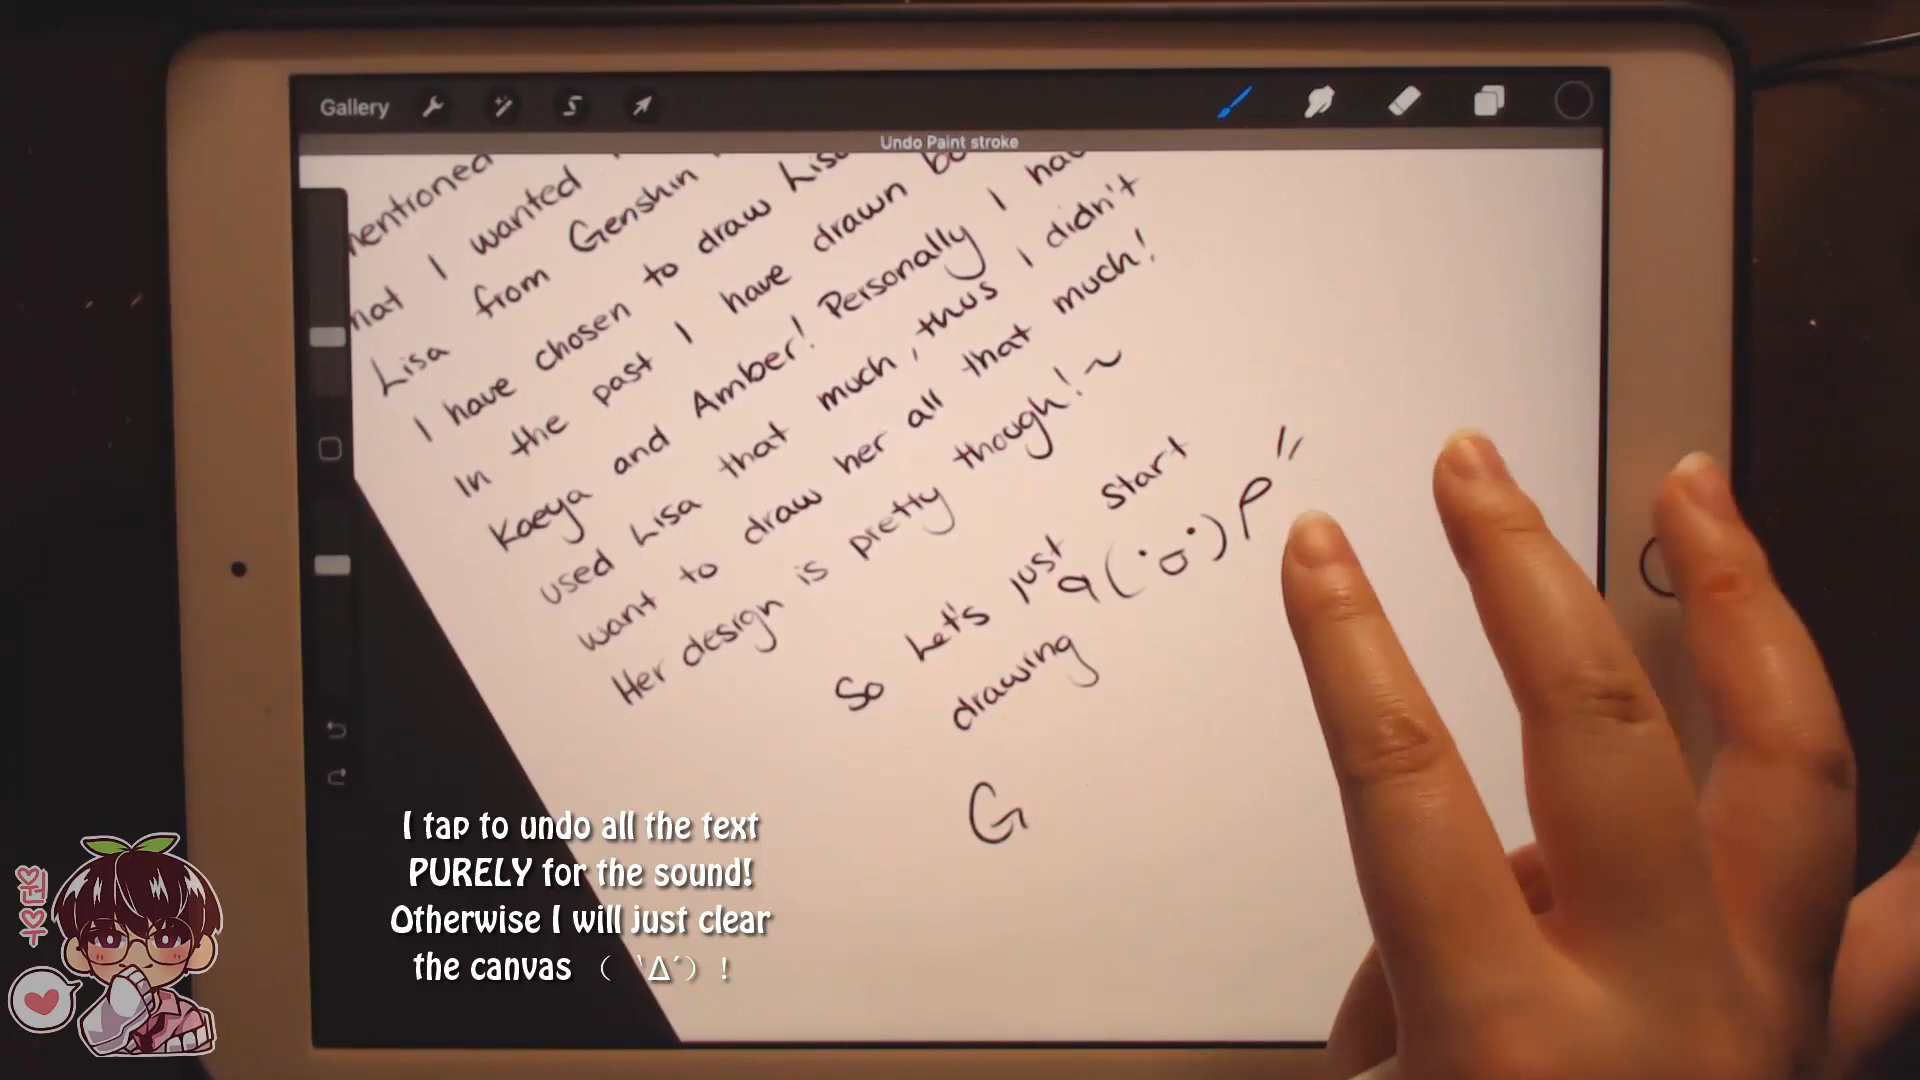 Gallery
Undo Paint stroke
mentioned
that I wanted
Lisa from Genshin
I have chosen to draw Lisa
In the past I have drawn
Kaeya and Amber! Personally I
used Lisa that much, thus I didn't
want to draw her all that much!
Her design is pretty though! ~
So Let's just start
drawing q(·σ·)ρ"
G
I tap to undo all the text
PURELY for the sound!
Otherwise I will just clear
the canvas ( '∆´) !
원
우